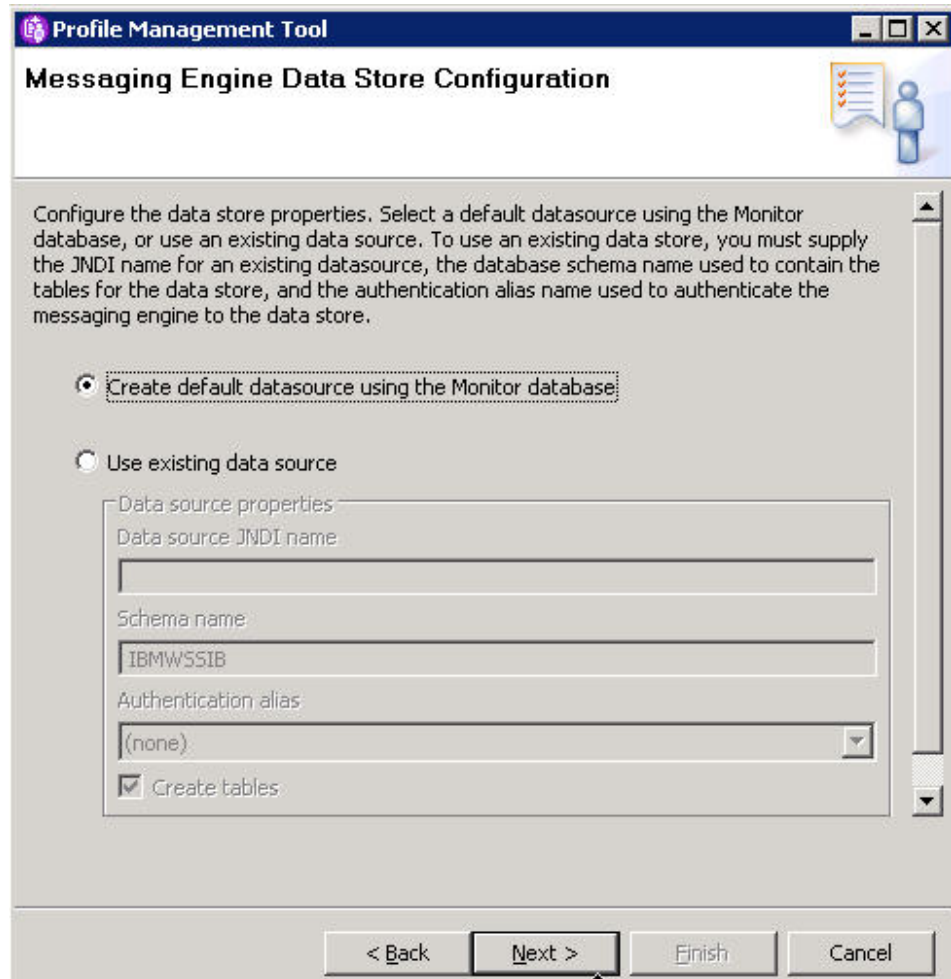 Profile Management Tool
Messaging Engine Data Store Configuration
Configure the data store properties. Select a default datasource using the Monitor
database, or use an existing data source. To use an existing data store, you must supply
the JNDI name for an existing datasource, the database schema name used to contain the
tables for the data store, and the authentication alias name used to authenticate the
messaging engine to the data store.
Create default datasource using the Monitor database
Use existing data source
Data source properties
Data source JNDI name
Schema name
IBMWSSIB
Authentication alias
(none)
Create tables
< Back Next > Finish Cancel